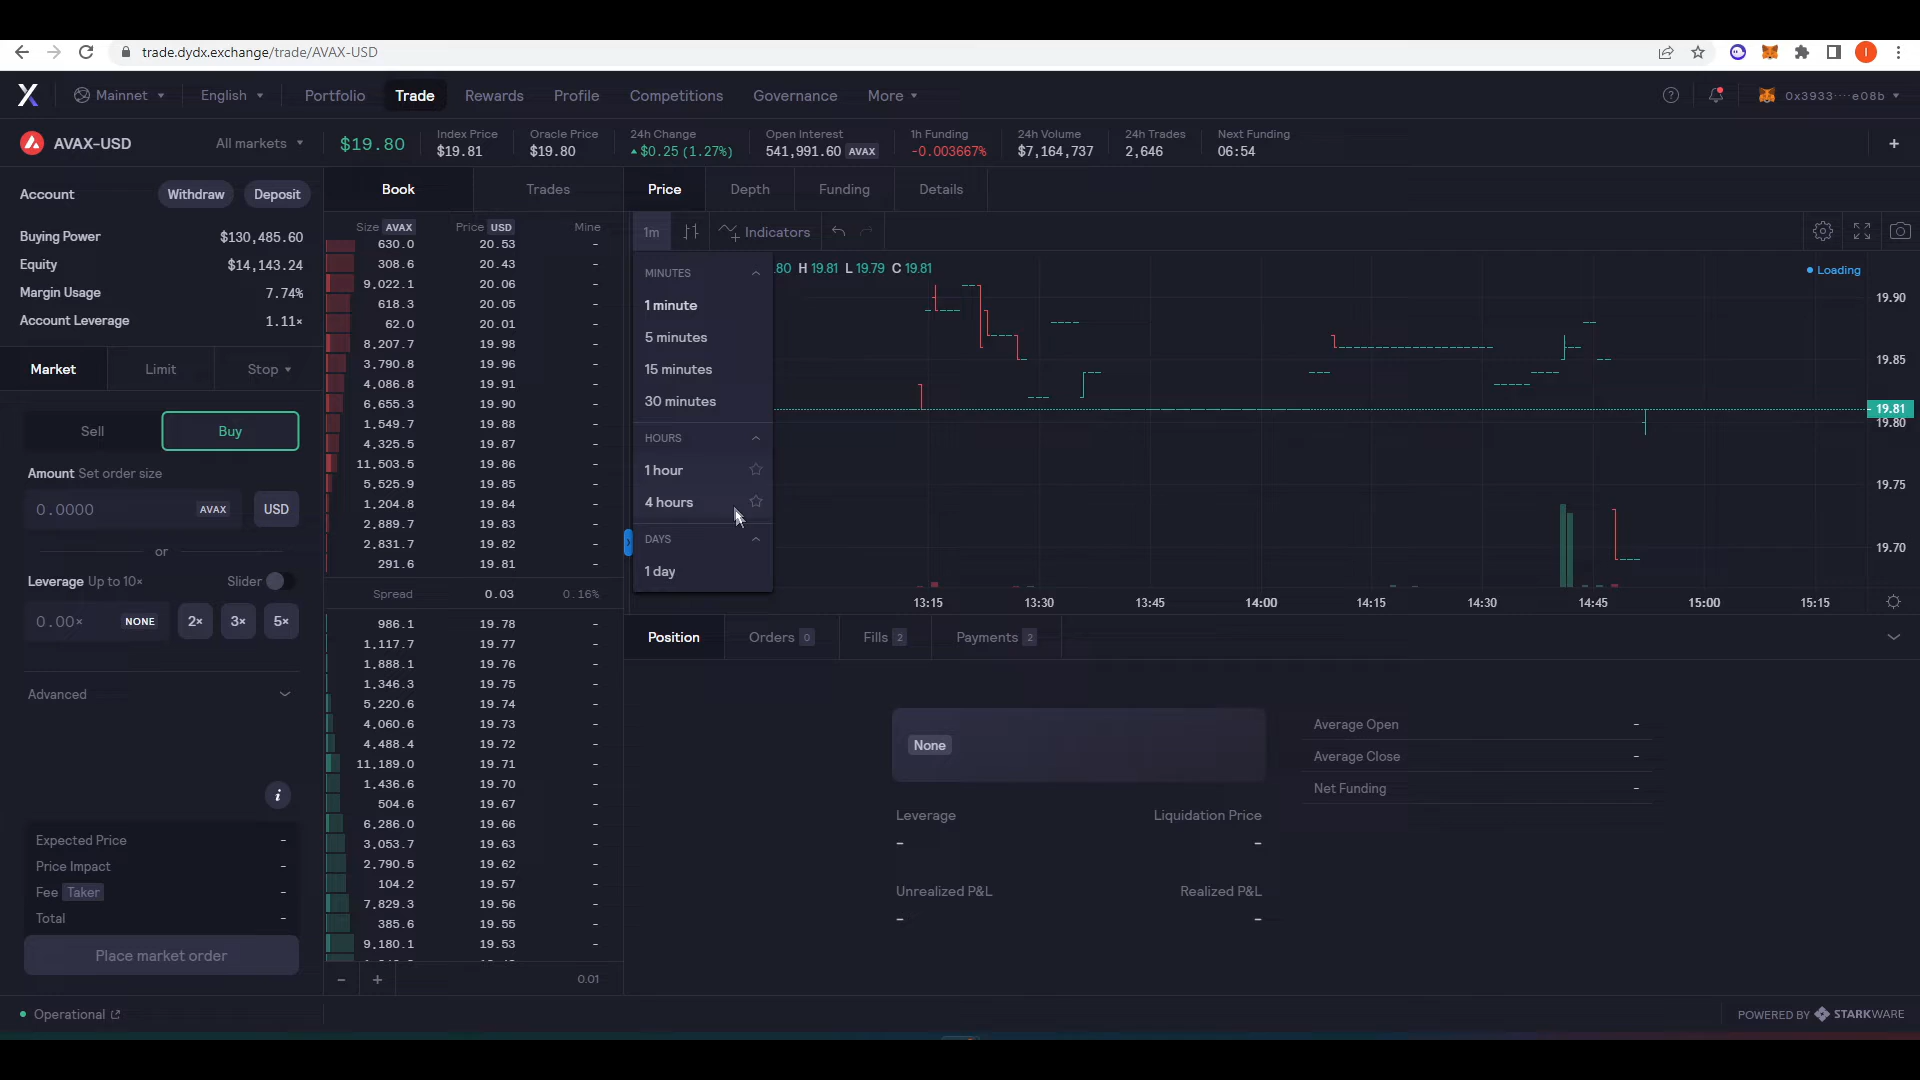 trade.dydx.exchange/trade/AVAX-USD
I
Mainnet English Portfolio Trade Rewards Profile Competitions Governance More 0x3933····e08b
AVAX-USD All markets $19.80
Index Price $19.81
Oracle Price $19.80
24h Change $0.25 (1.27%)
Open Interest 541,991.60 AVAX
1h Funding -0.003667%
24h Volume $7,164,737
24h Trades 2,646
Next Funding 06:54
Account Withdraw Deposit
Buying Power $130,485.60
Equity $14,143.24
Margin Usage 7.74%
Account Leverage 1.11×
Market Limit Stop
Sell Buy
Amount Set order size
0.0000 AVAX USD
or
Leverage Up to 10× Slider
0.00× NONE 2× 3× 5×
Advanced
i
Expected Price -
Price Impact -
Fee Taker -
Total -
Place market order
Operational
Book Trades
Size AVAX Price USD Mine
630.0 20.53 -
308.6 20.43 -
9,022.1 20.06 -
618.3 20.05 -
62.0 20.01 -
8,207.7 19.98 -
3,790.8 19.96 -
4,086.8 19.91 -
6,655.3 19.90 -
1,549.7 19.88 -
4,325.5 19.87 -
11,503.5 19.86 -
5,525.9 19.85 -
1,204.8 19.84 -
2,889.7 19.83 -
2,831.7 19.82 -
291.6 19.81 -
Spread 0.03 0.16%
986.1 19.78 -
1,117.7 19.77 -
1,888.1 19.76 -
1,346.3 19.75 -
5,220.6 19.74 -
4,060.6 19.73 -
4,488.4 19.72 -
11,189.0 19.71 -
1,436.6 19.70 -
504.6 19.67 -
6,286.0 19.66 -
3,053.7 19.63 -
2,790.5 19.62 -
104.2 19.57 -
7,829.3 19.56 -
385.6 19.55 -
9,180.1 19.53 -
- + 0.01
Price Depth Funding Details
1m Indicators
.80 H 19.81 L 19.79 C 19.81
Loading
MINUTES
1 minute
5 minutes
15 minutes
30 minutes
HOURS
1 hour
4 hours
DAYS
1 day
19.90
19.85
19.81
19.80
19.75
19.70
13:15 13:30 13:45 14:00 14:15 14:30 14:45 15:00 15:15
Position Orders 0 Fills 2 Payments 2
None
Leverage Liquidation Price
- -
Unrealized P&L Realized P&L
- -
Average Open -
Average Close -
Net Funding -
POWERED BY STARKWARE